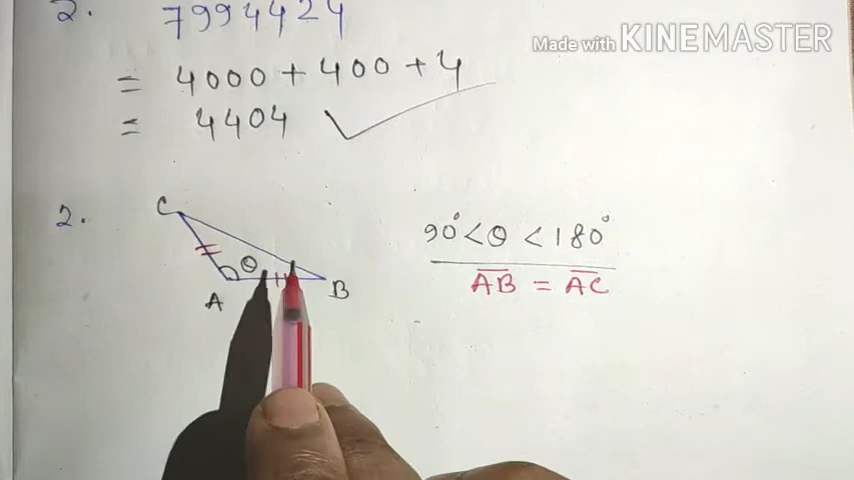 2. 7994424
Made with KINEMASTER
= 4000 + 400 + 4
= 4404
2. C
90° < θ < 180°
θ
A B
AB = AC